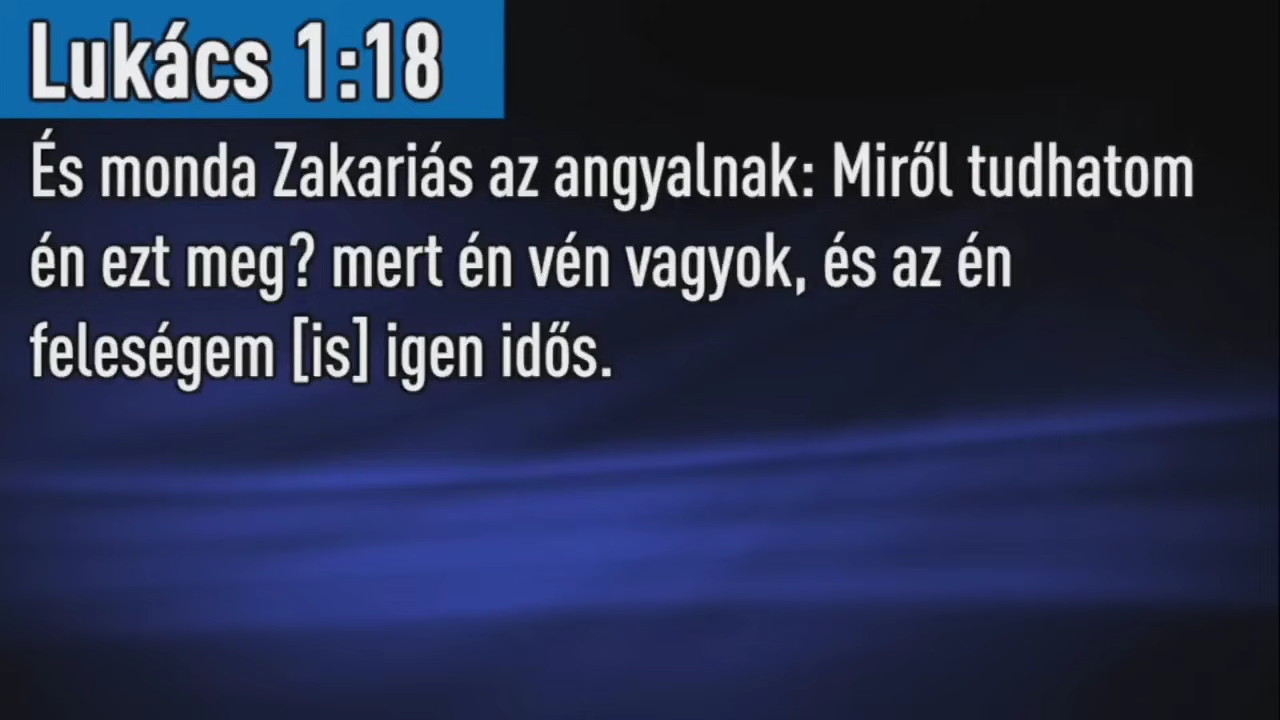 Lukács 1:18
És monda Zakariás az angyalnak: Miről tudhatom
én ezt meg? mert én vén vagyok, és az én
feleségem [is] igen idős.